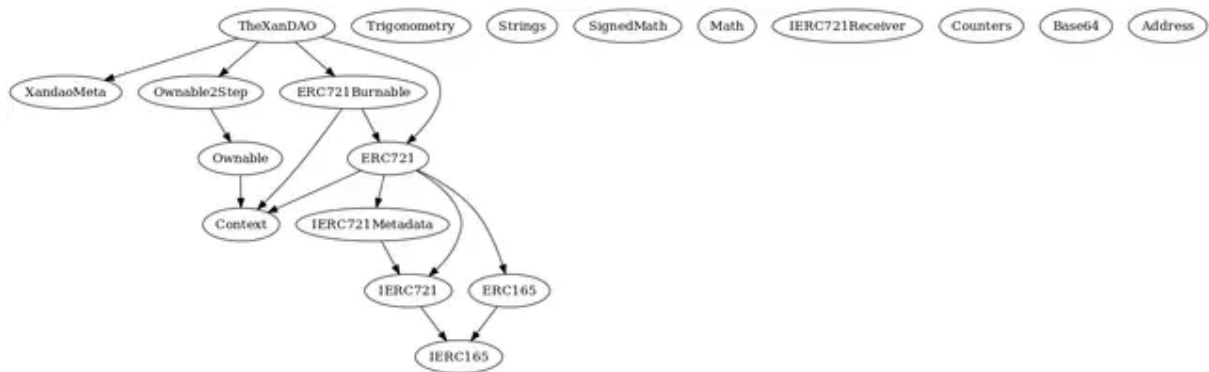 TheXanDAO Trigonometry Strings SignedMath Math IERC721Receiver Counters Base64 Address
XandaoMeta Ownable2Step ERC721Burnable
Ownable ERC721
Context IERC721Metadata
IERC721 ERC165
IERC165